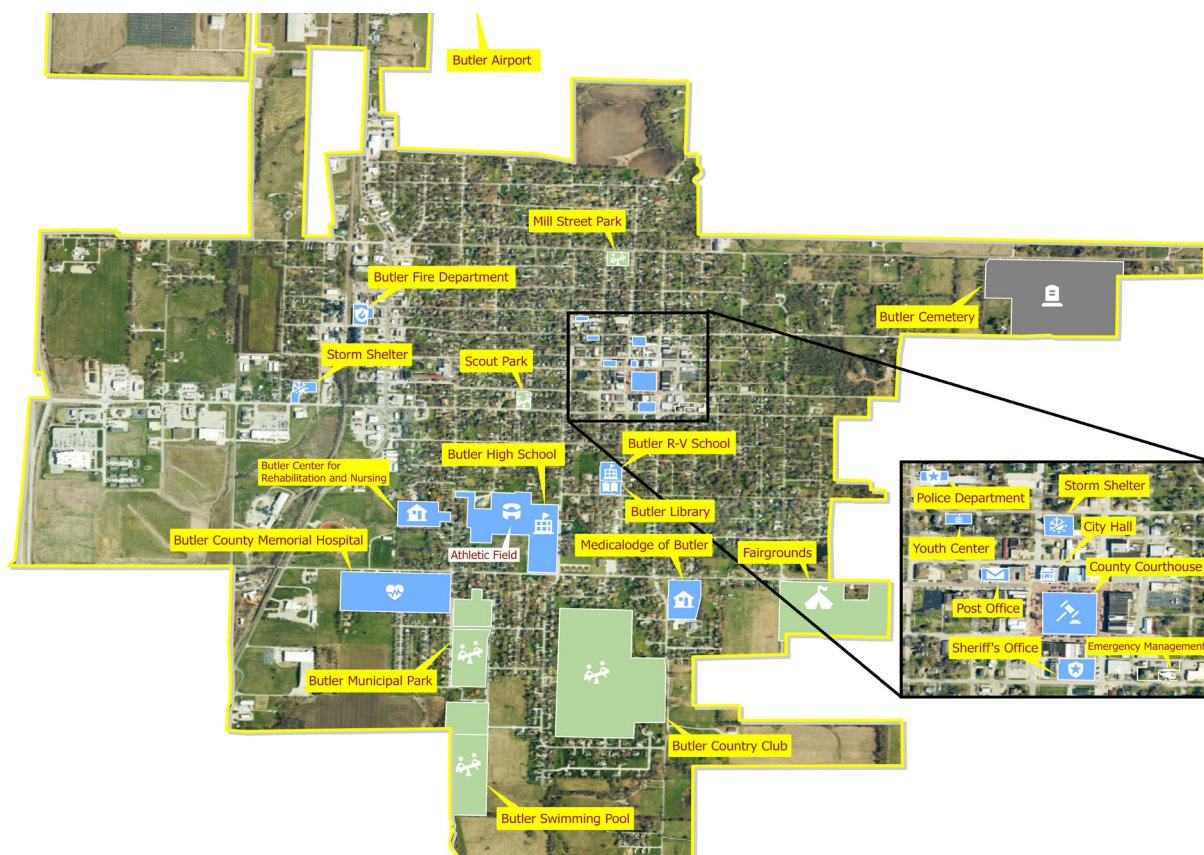 Butler Airport
Mill Street Park
Butler Fire Department
Butler Cemetery
Storm Shelter
Scout Park
Butler R-V School
Butler High School
Butler Center for
Rehabilitation and Nursing
Butler Library
Police Department
Storm Shelter
City Hall
Youth Center
County Courthouse
Post Office
Sheriff's Office
Emergency Management
Butler County Memorial Hospital
Athletic Field
Medicalodge of Butler
Fairgrounds
Butler Municipal Park
Butler Country Club
Butler Swimming Pool